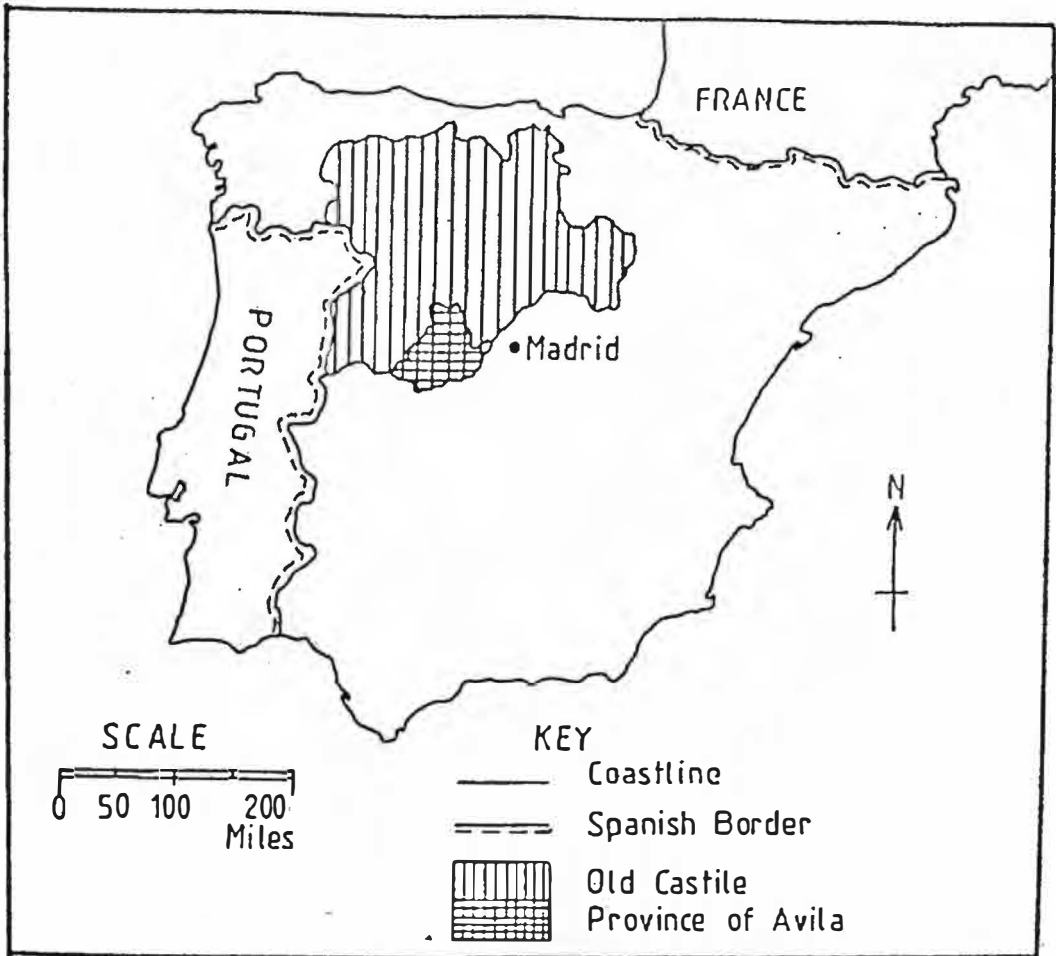 FRANCE
PORTUGAL
Madrid
N
SCALE
0 50 100 200
Miles
KEY
Coastline
Spanish Border
Old Castile
Province of Avila